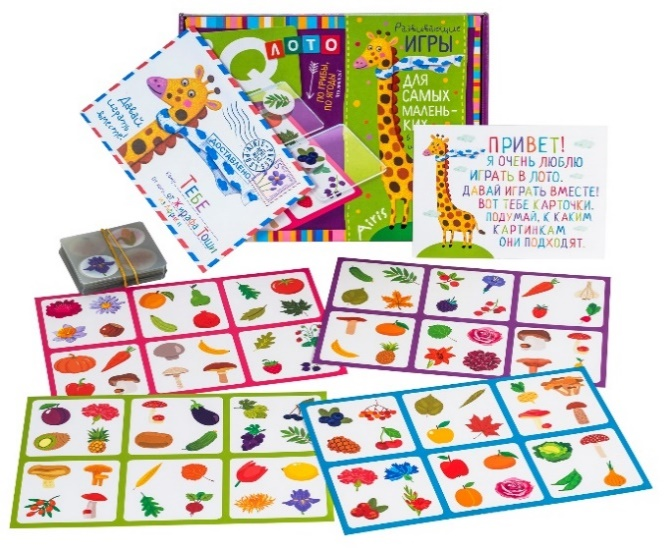 ЛОТО
ПО ГРИБЫ,
ПО ЯГОДЫ
Развивающие
ИГРЫ
ДЛЯ
САМЫХ
МАЛЕНЬ-
КИХ
Airis
Давай
играть
вместе!
ДОСТАВЛЕНО
ТЕБЕ
от жирафа Тоши
ПРИВЕТ!
Я ОЧЕНЬ ЛЮБЛЮ
ИГРАТЬ В ЛОТО.
ДАВАЙ ИГРАТЬ ВМЕСТЕ!
ВОТ ТЕБЕ КАРТОЧКИ.
ПОДУМАЙ, К КАКИМ
КАРТИНКАМ
ОНИ ПОДХОДЯТ.